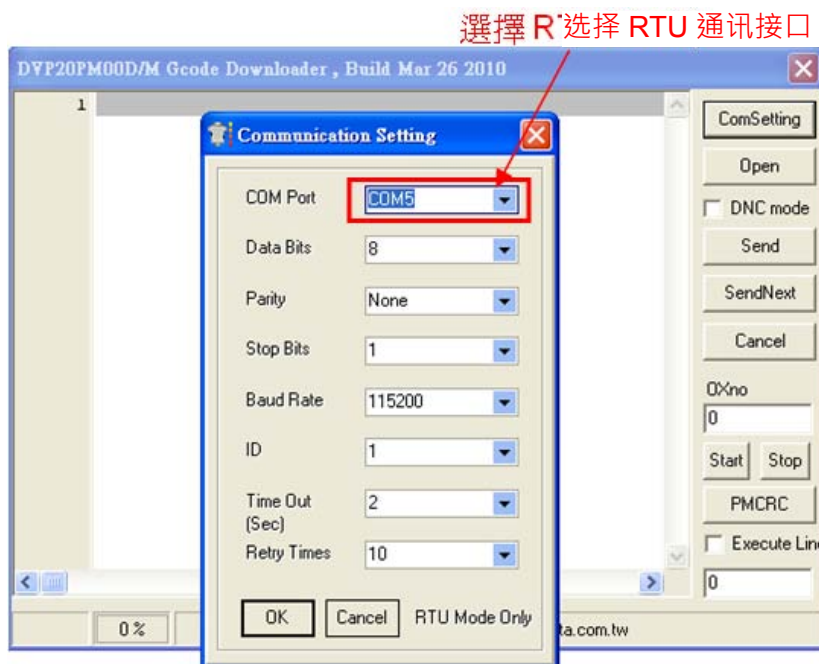 選擇 R 选择 RTU 通讯接口
DVP20PM00D/M Gcode Downloader , Build Mar 26 2010
1
Communication Setting
COM Port COM5
Data Bits 8
Parity None
Stop Bits 1
Baud Rate 115200
ID 1
Time Out (Sec) 2
Retry Times 10
OK Cancel RTU Mode Only
ComSetting
Open
DNC mode
Send
SendNext
Cancel
OXno
0
Start Stop
PMCRC
Execute Line
0
0 %
ta.com.tw